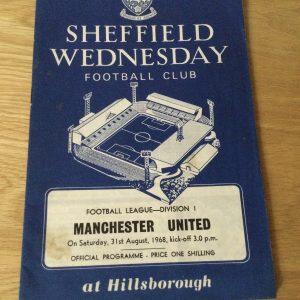 SHEFFIELD
WEDNESDAY
FOOTBALL CLUB
FOOTBALL LEAGUE—DIVISION I
MANCHESTER UNITED
On Saturday, 31st August, 1968, kick-off 3.0 p.m.
OFFICIAL PROGRAMME - PRICE ONE SHILLING
at Hillsborough